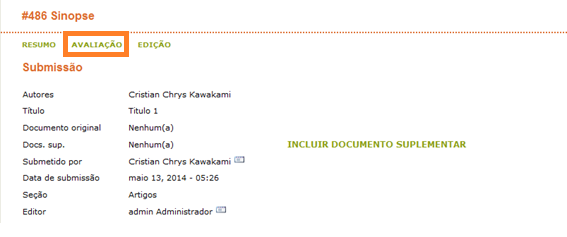 #486 Sinopse
RESUMO AVALIAÇÃO EDIÇÃO
Submissão
Autores Cristian Chrys Kawakami
Título Titulo 1
Documento original Nenhum(a)
Docs. sup. Nenhum(a) INCLUIR DOCUMENTO SUPLEMENTAR
Submetido por Cristian Chrys Kawakami
Data de submissão maio 13, 2014 - 05:26
Seção Artigos
Editor admin Administrador